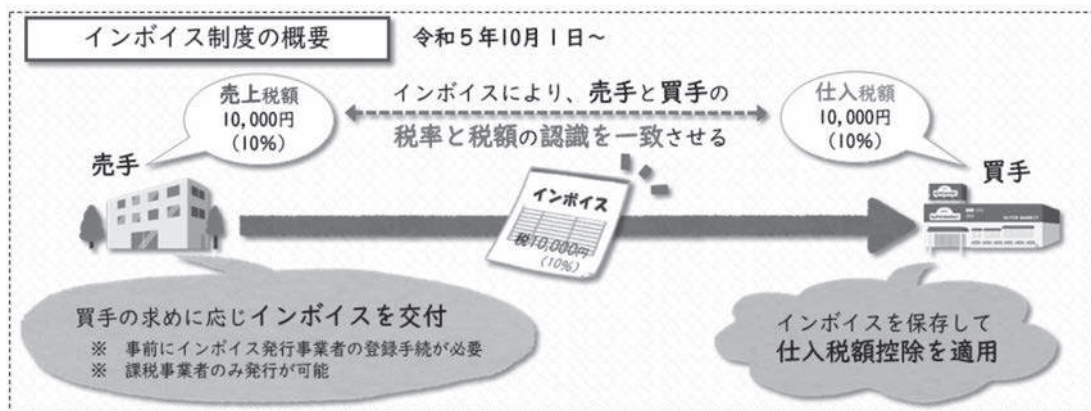 インボイス制度の概要
令和5年10月1日~
売上税額
10,000円
(10%)
インボイスにより、売手と買手の
税率と税額の認識を一致させる
仕入税額
10,000円
(10%)
売手
買手
インボイス
税10,000円
(10%)
買手の求めに応じインボイスを交付
※ 事前にインボイス発行事業者の登録手続が必要
※ 課税事業者のみ発行が可能
インボイスを保存して
仕入税額控除を適用